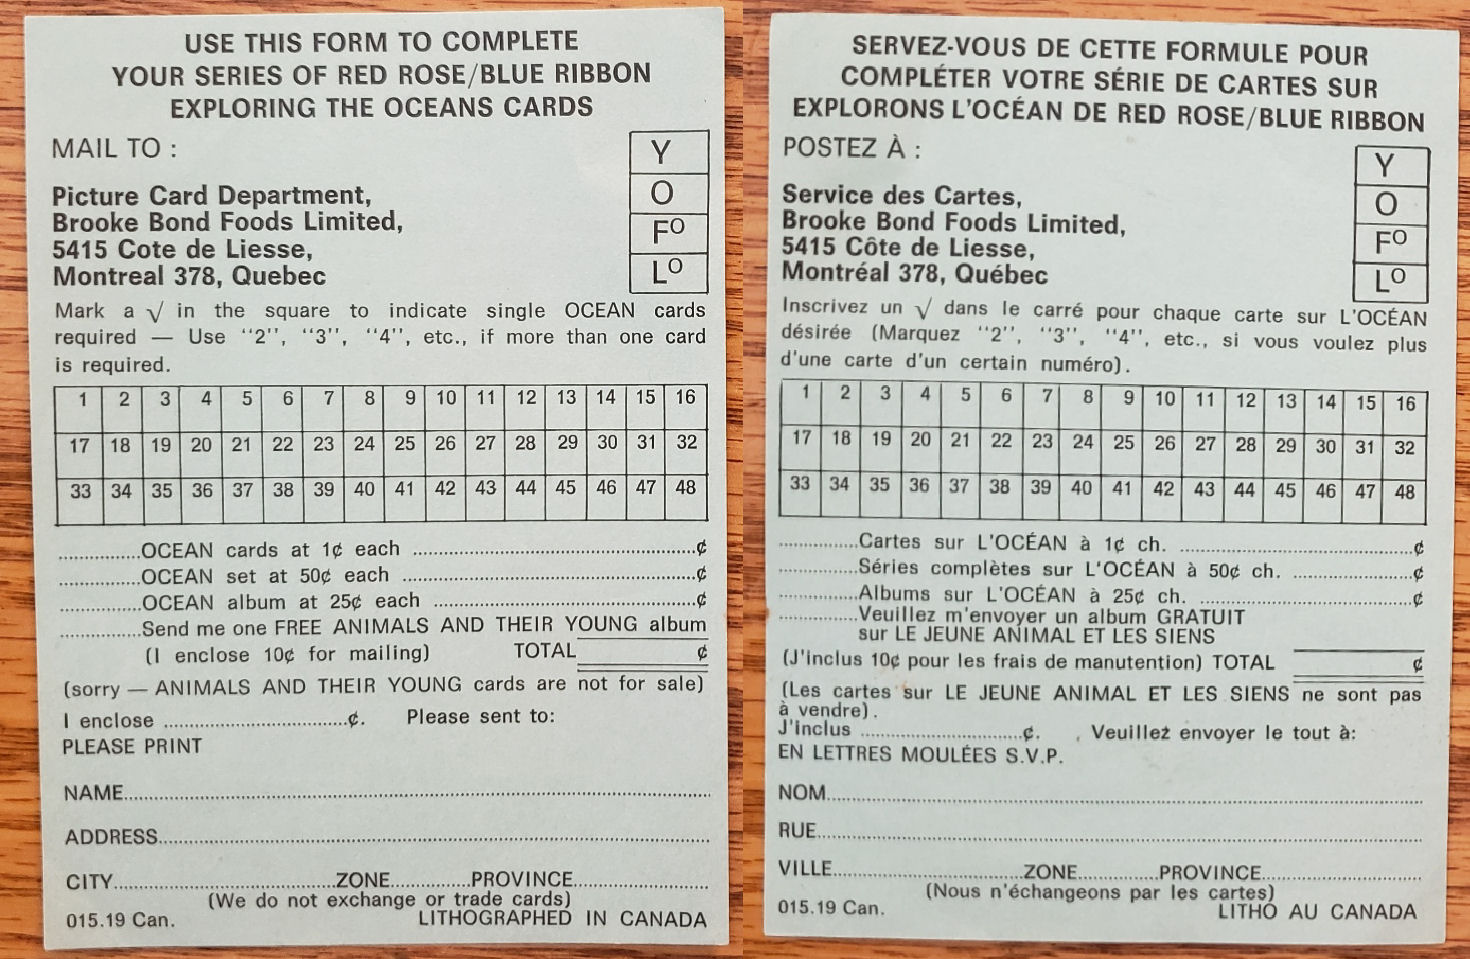 USE THIS FORM TO COMPLETE
YOUR SERIES OF RED ROSE/BLUE RIBBON
EXPLORING THE OCEANS CARDS
MAIL TO :
Picture Card Department,
Brooke Bond Foods Limited,
5415 Cote de Liesse,
Montreal 378, Quebec
Y
O
Fº
Lº
Mark a √ in the square to indicate single OCEAN cards
required — Use "2", "3", "4", etc., if more than one card
is required.
1 2 3 4 5 6 7 8 9 10 11 12 13 14 15 16
17 18 19 20 21 22 23 24 25 26 27 28 29 30 31 32
33 34 35 36 37 38 39 40 41 42 43 44 45 46 47 48
..............OCEAN cards at 1¢ each ..............¢
..............OCEAN set at 50¢ each ..............¢
..............OCEAN album at 25¢ each ..............¢
..............Send me one FREE ANIMALS AND THEIR YOUNG album
(I enclose 10¢ for mailing) TOTAL ¢
(sorry — ANIMALS AND THEIR YOUNG cards are not for sale)
I enclose ..............¢. Please sent to:
PLEASE PRINT
NAME..............
ADDRESS..............
CITY..............ZONE..............PROVINCE..............
(We do not exchange or trade cards)
015.19 Can. LITHOGRAPHED IN CANADA
SERVEZ-VOUS DE CETTE FORMULE POUR
COMPLÉTER VOTRE SÉRIE DE CARTES SUR
EXPLORONS L'OCÉAN DE RED ROSE/BLUE RIBBON
POSTEZ À :
Service des Cartes,
Brooke Bond Foods Limited,
5415 Côte de Liesse,
Montréal 378, Québec
Y
O
Fº
Lº
Inscrivez un √ dans le carré pour chaque carte sur L'OCÉAN
désirée (Marquez "2", "3", "4", etc., si vous voulez plus
d'une carte d'un certain numéro).
1 2 3 4 5 6 7 8 9 10 11 12 13 14 15 16
17 18 19 20 21 22 23 24 25 26 27 28 29 30 31 32
33 34 35 36 37 38 39 40 41 42 43 44 45 46 47 48
..............Cartes sur L'OCÉAN à 1¢ ch. ..............¢
..............Séries complètes sur L'OCÉAN à 50¢ ch. ..............¢
..............Albums sur L'OCÉAN à 25¢ ch. ..............¢
..............Veuillez m'envoyer un album GRATUIT
sur LE JEUNE ANIMAL ET LES SIENS
(J'inclus 10¢ pour les frais de manutention) TOTAL ¢
(Les cartes sur LE JEUNE ANIMAL ET LES SIENS ne sont pas
à vendre).
J'inclus ..............¢. Veuillez envoyer le tout à:
EN LETTRES MOULÉES S.V.P.
NOM..............
RUE..............
VILLE..............ZONE..............PROVINCE..............
(Nous n'échangeons par les cartes)
015.19 Can. LITHO AU CANADA